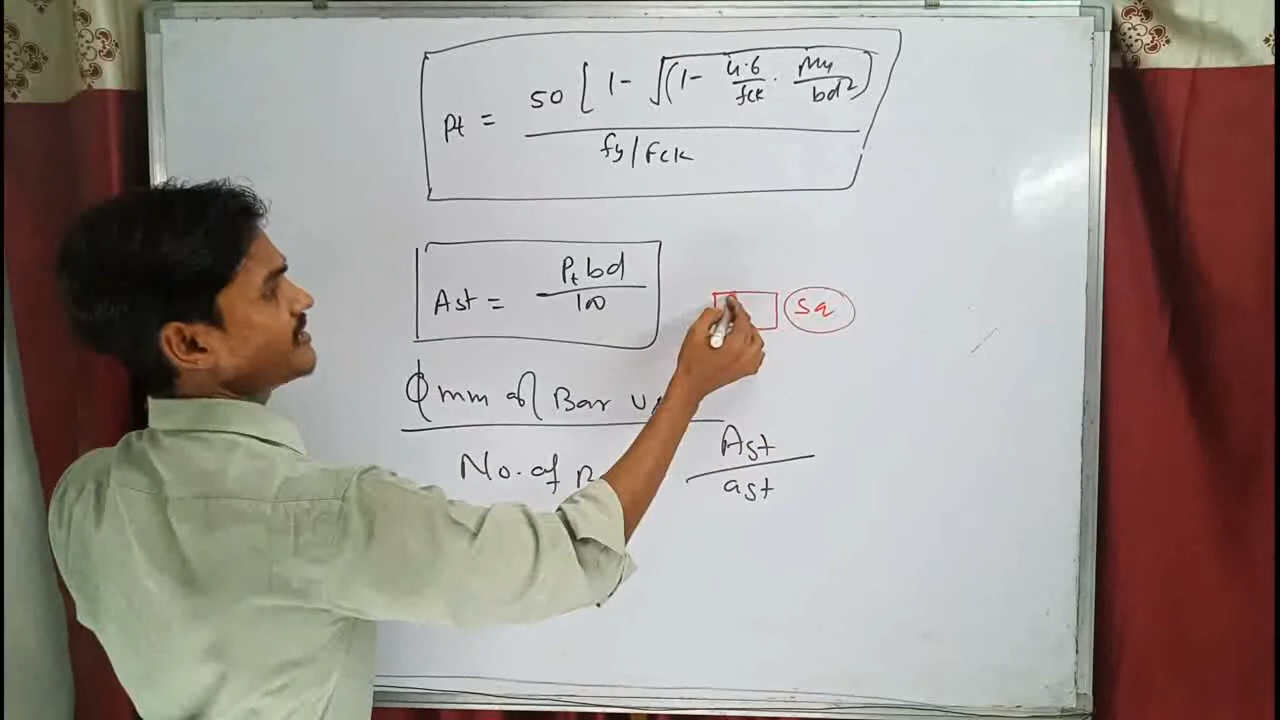 Pt = 50 [ 1 - √(1 - 4.6/fck . Mu/bd²)
fy/fck
Ast = Pt bd / 100
Sq
ϕ mm of Bar
No. of Ast / ast